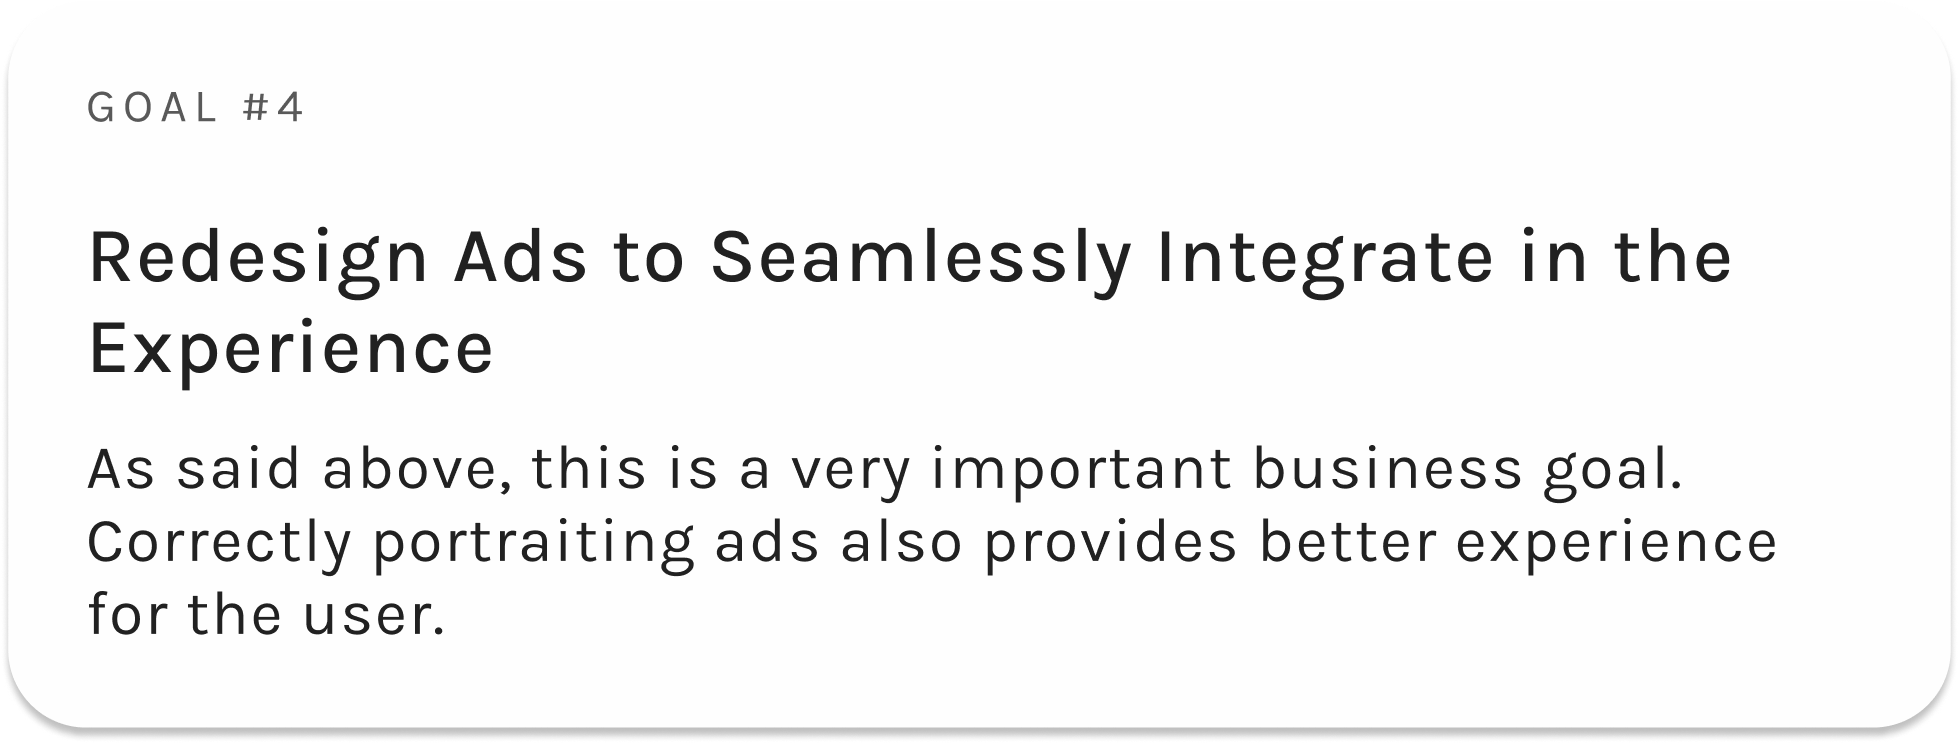 GOAL #4
Redesign Ads to Seamlessly Integrate in the
Experience
As said above, this is a very important business goal.
Correctly portraiting ads also provides better experience
for the user.